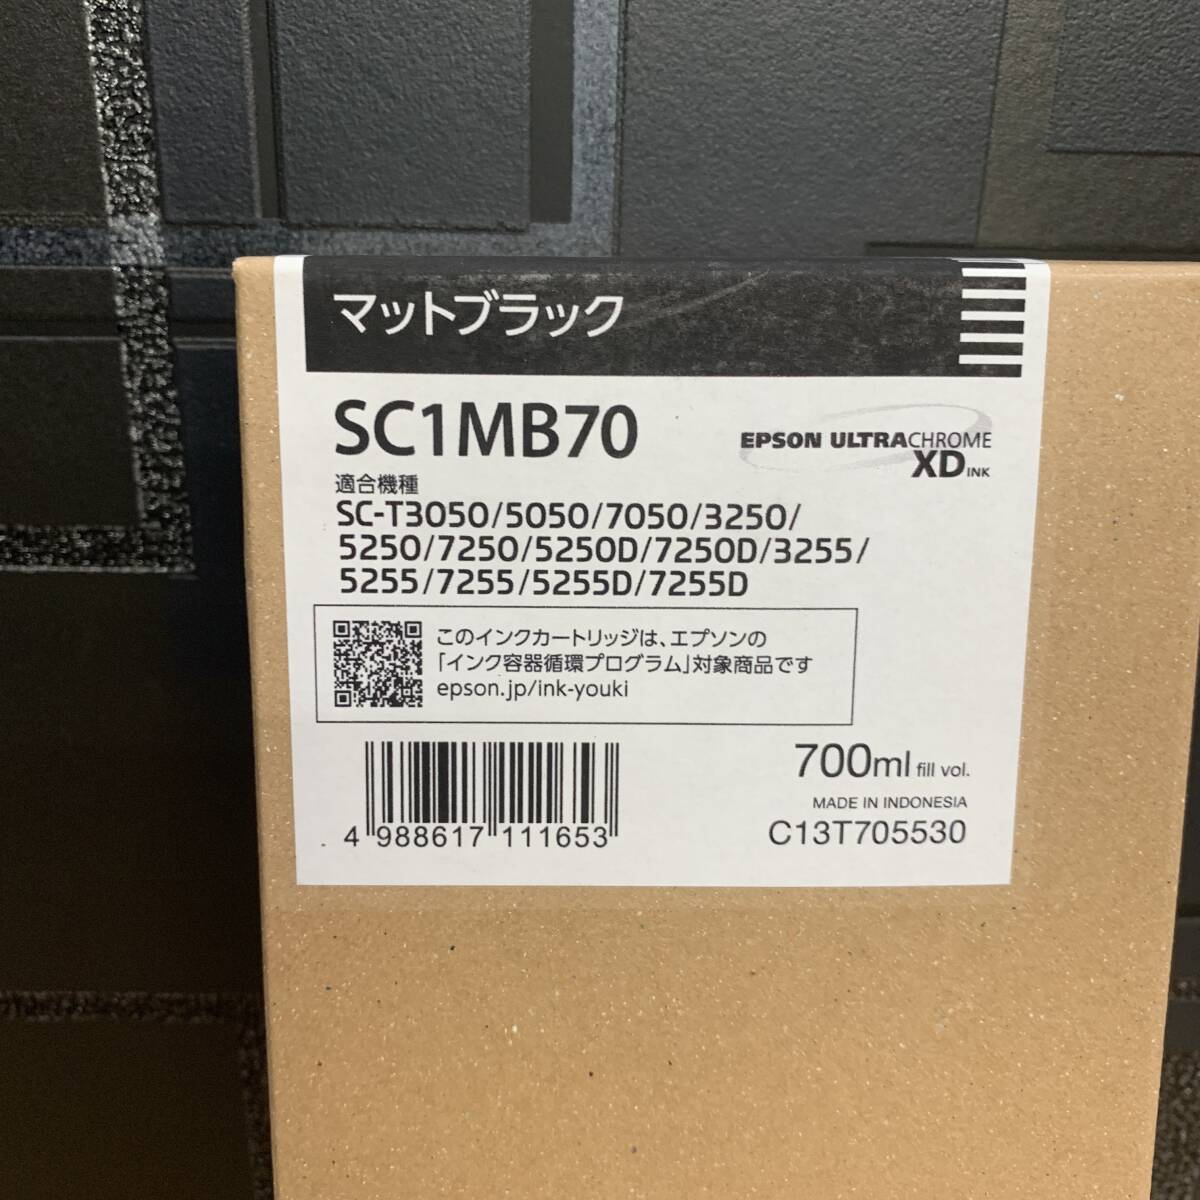 マットブラック
SC1MB70
EPSON ULTRACHROME
XD INK
適合機種
SC-T3050/5050/7050/3250/
5250/7250/5250D/7250D/3255/
5255/7255/5255D/7255D
このインクカートリッジは、エプソンの
「インク容器循環プログラム」対象商品です
epson.jp/ink-youki
700ml fill vol.
MADE IN INDONESIA
C13T705530
4 988617 111653